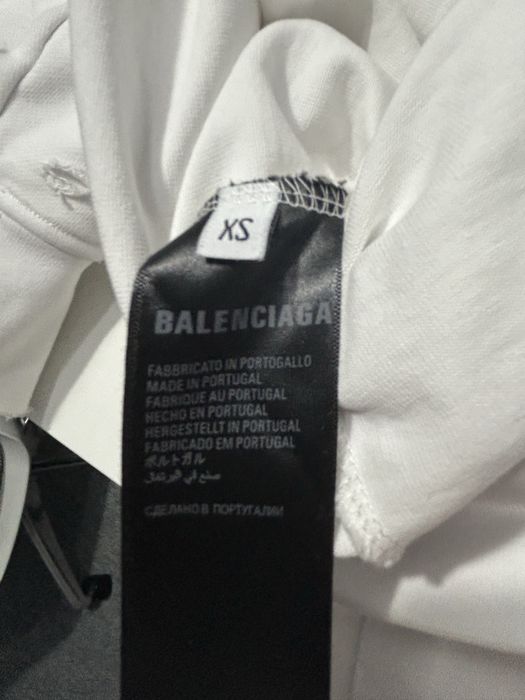 XS
BALENCIAGA
FABBRICATO IN PORTOGALLO
MADE IN PORTUGAL
FABRIQUE AU PORTUGAL
HECHO EN PORTUGAL
HERGESTELLT IN PORTUGAL
FABRICADO EM PORTUGAL
ポルトガル
صنع في البرتغال
СДЕЛАНО В ПОРТУГАЛИИ